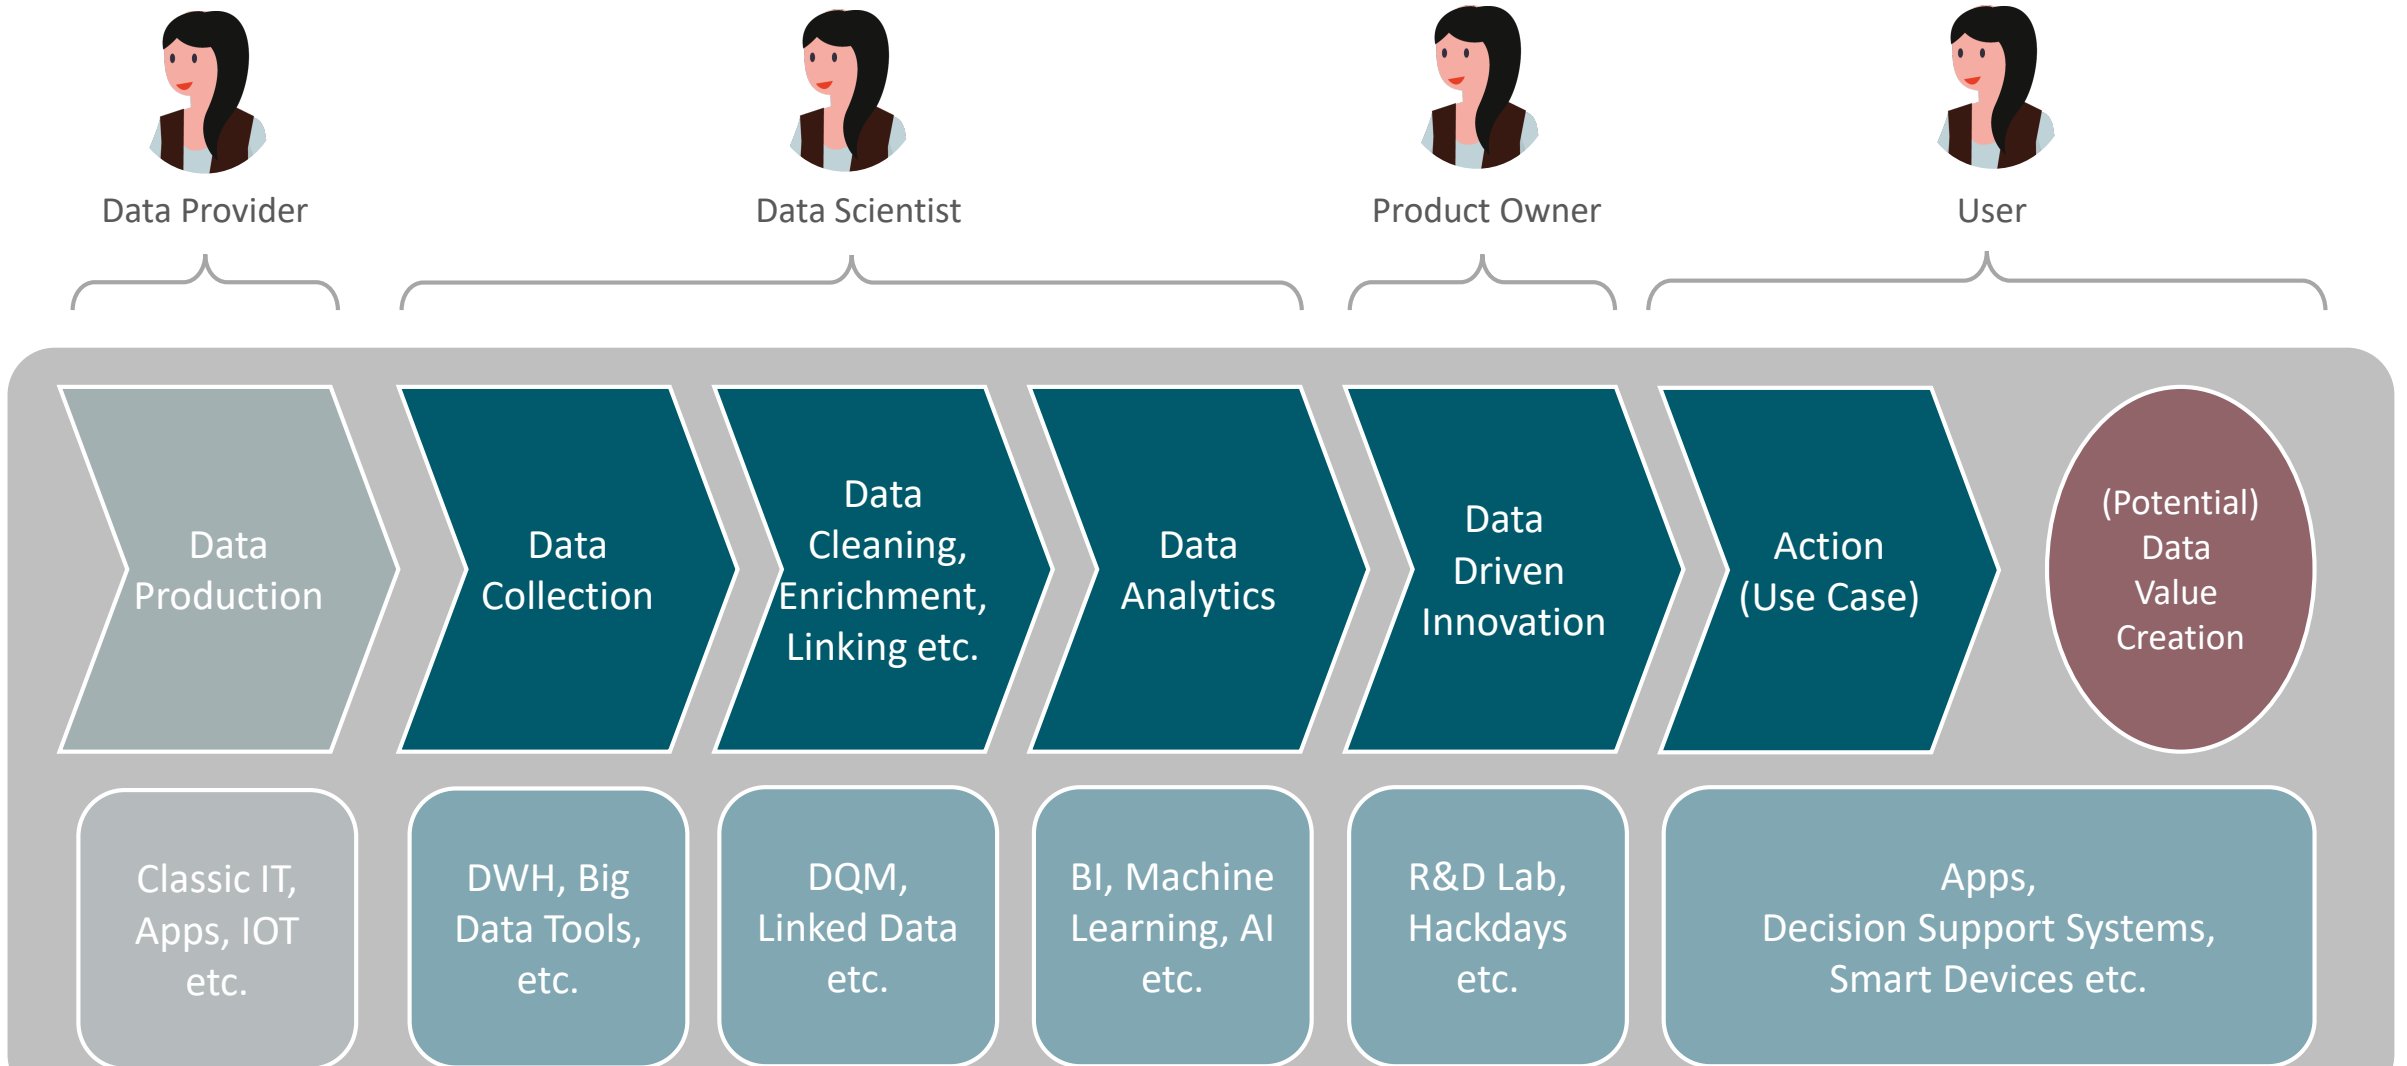 Data Provider
Data Scientist
Product Owner
User
Data
Production
Data
Collection
Data
Cleaning,
Enrichment,
Linking etc.
Data
Analytics
Data
Driven
Innovation
Action
(Use Case)
(Potential)
Data
Value
Creation
Classic IT,
Apps, IOT
etc.
DWH, Big
Data Tools,
etc.
DQM,
Linked Data
etc.
BI, Machine
Learning, AI
etc.
R&D Lab,
Hackdays
etc.
Apps,
Decision Support Systems,
Smart Devices etc.